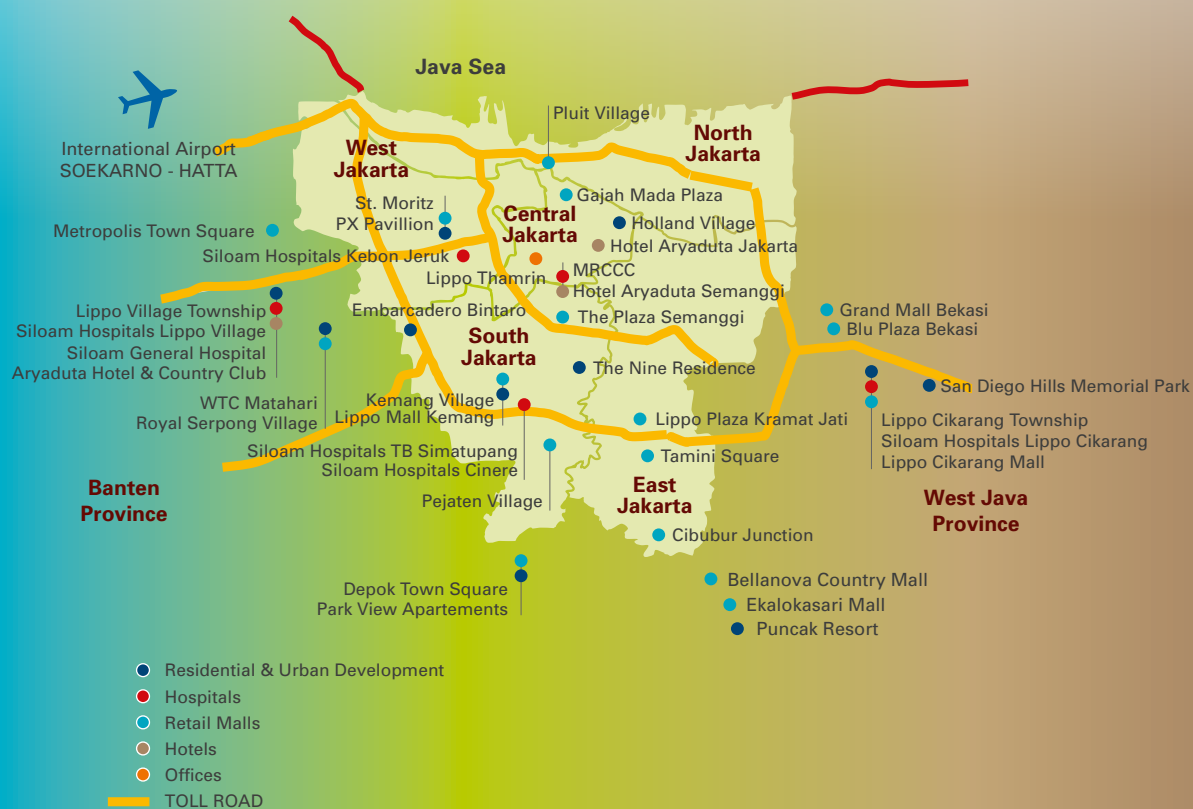 Java Sea
Pluit Village
International Airport
SOEKARNO - HATTA
West
Jakarta
North
Jakarta
St. Moritz
PX Pavillion
Gajah Mada Plaza
Central
Jakarta
Holland Village
Metropolis Town Square
Hotel Aryaduta Jakarta
Siloam Hospitals Kebon Jeruk
Lippo Thamrin
MRCCC
Hotel Aryaduta Semanggi
Lippo Village Township
Siloam Hospitals Lippo Village
Siloam General Hospital
Aryaduta Hotel & Country Club
Embarcadero Bintaro
The Plaza Semanggi
Grand Mall Bekasi
Blu Plaza Bekasi
South
Jakarta
The Nine Residence
San Diego Hills Memorial Park
WTC Matahari
Royal Serpong Village
Kemang Village
Lippo Mall Kemang
Lippo Plaza Kramat Jati
Lippo Cikarang Township
Siloam Hospitals Lippo Cikarang
Lippo Cikarang Mall
Siloam Hospitals TB Simatupang
Siloam Hospitals Cinere
Tamini Square
Banten
Province
Pejaten Village
East
Jakarta
West Java
Province
Cibubur Junction
Depok Town Square
Park View Apartements
Bellanova Country Mall
Ekalokasari Mall
Puncak Resort
Residential & Urban Development
Hospitals
Retail Malls
Hotels
Offices
TOLL ROAD